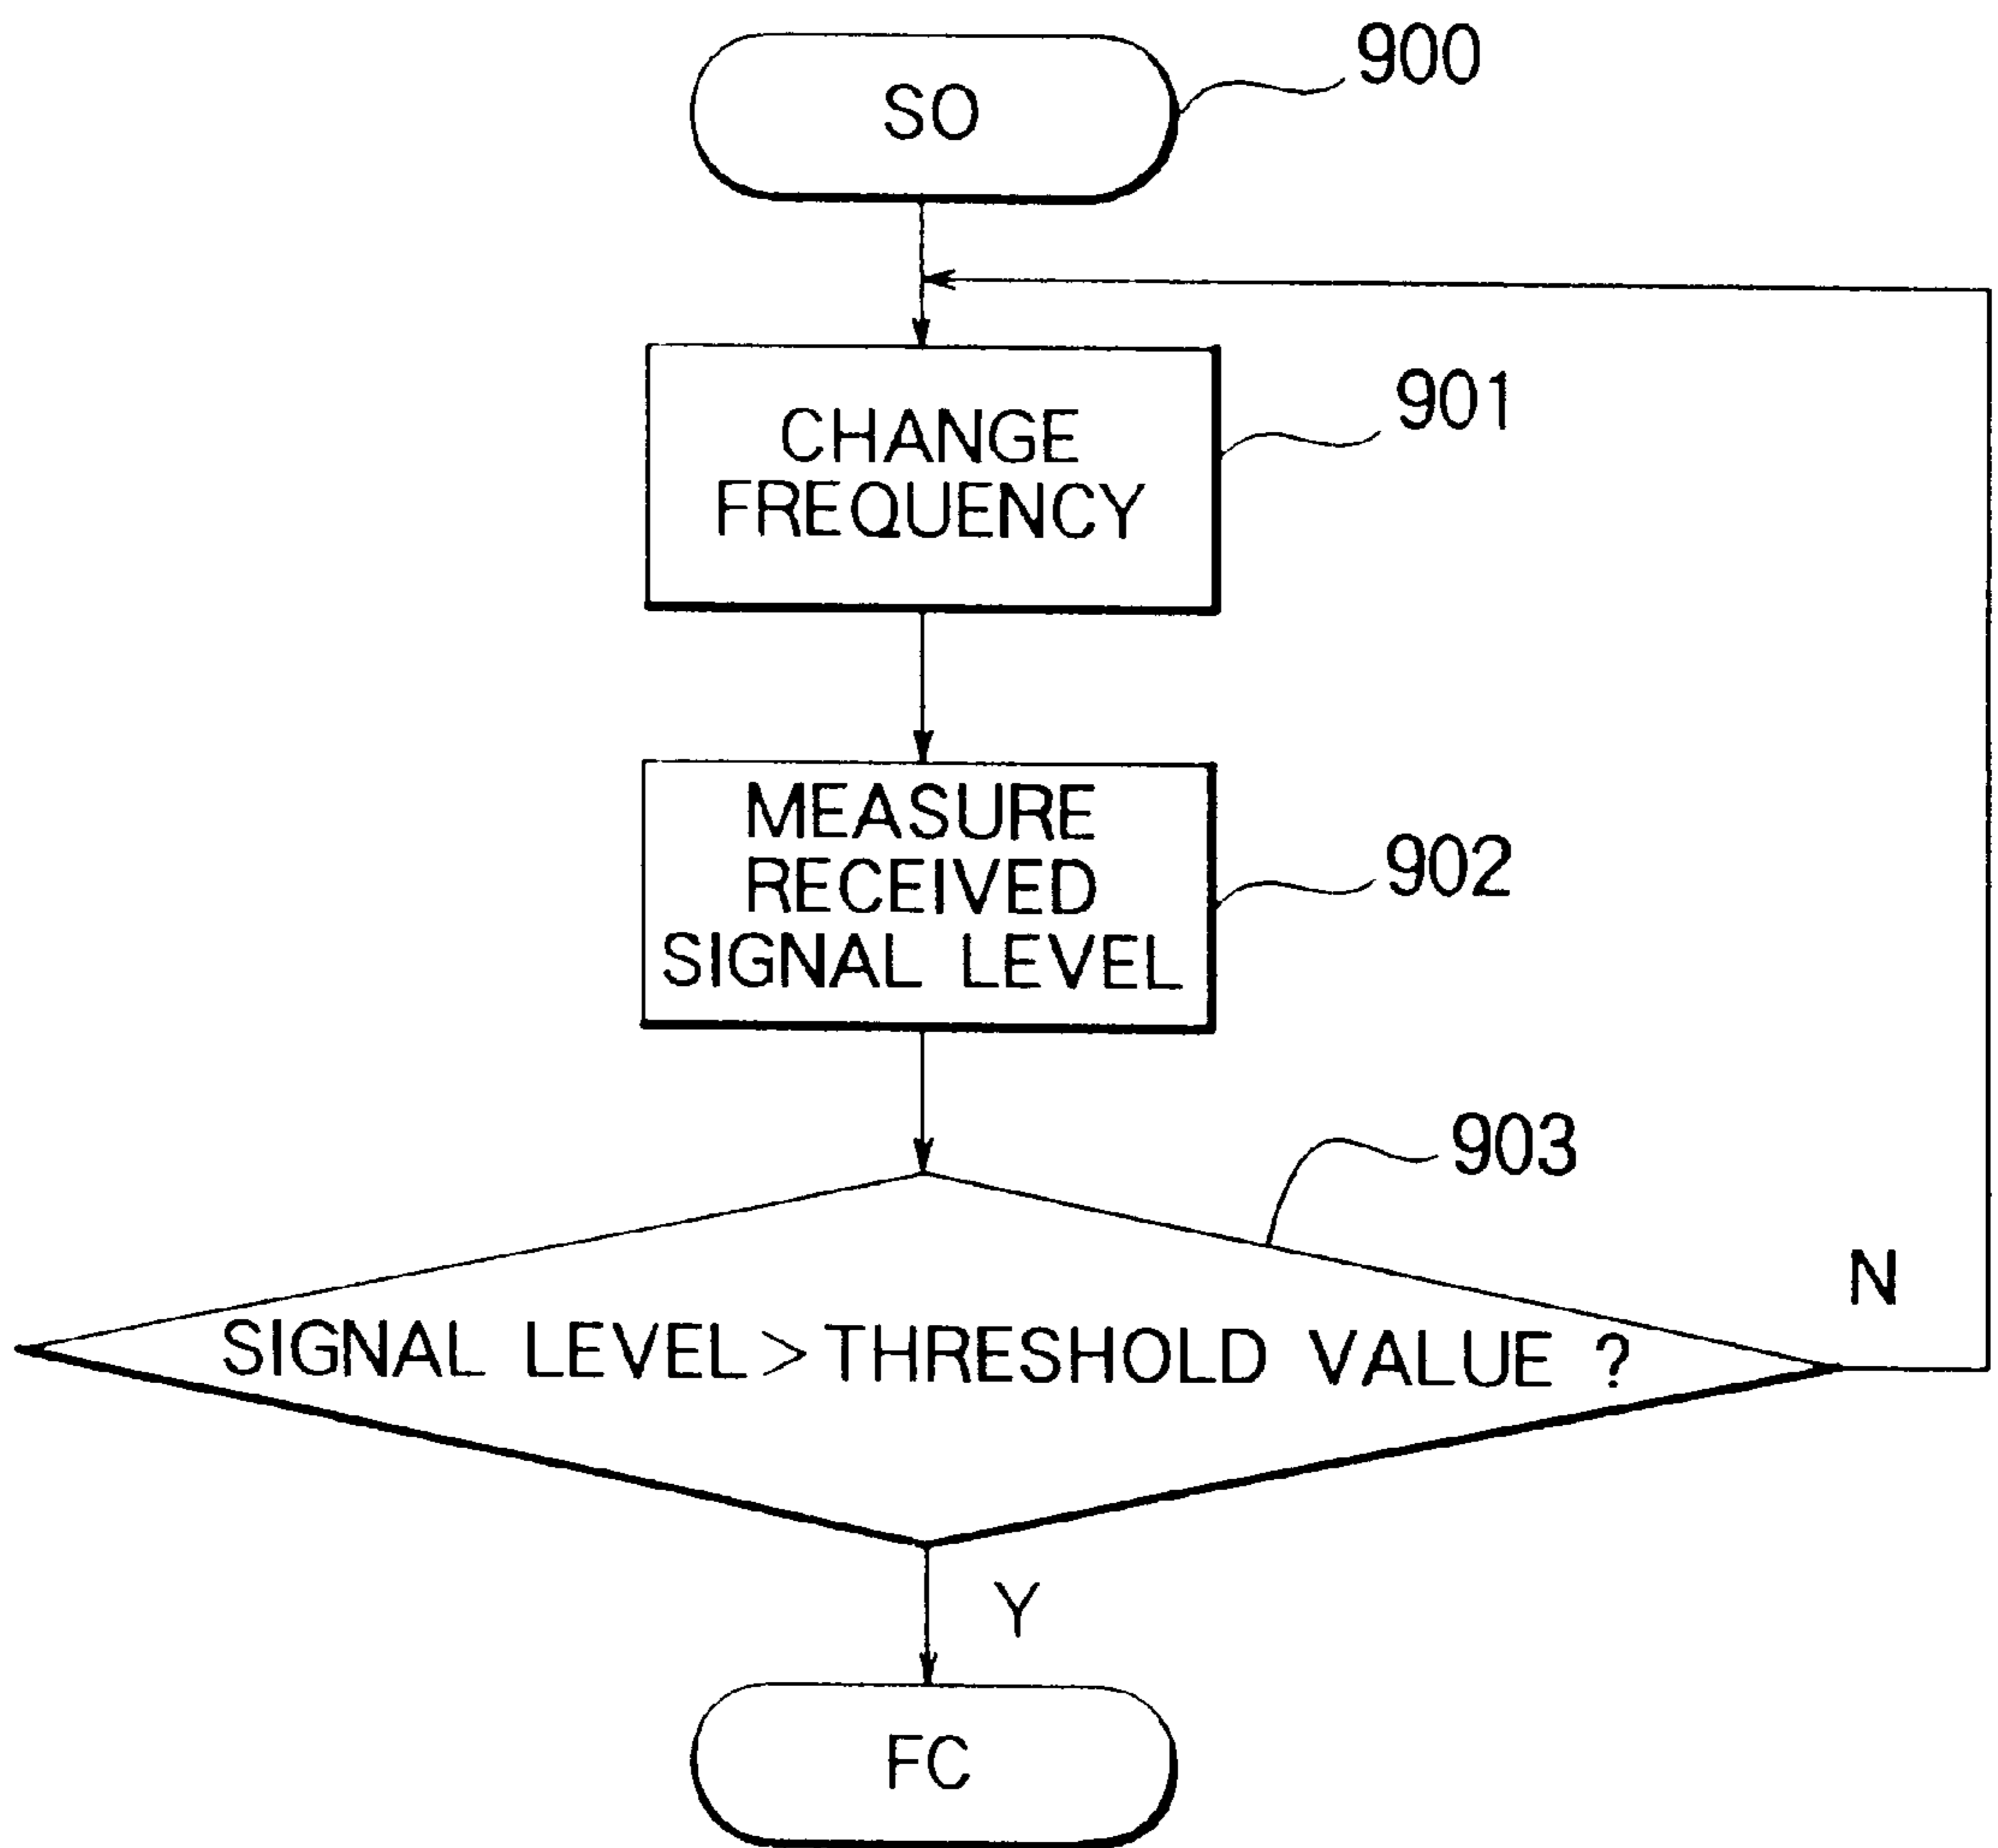 SO
900
CHANGE
FREQUENCY
901
MEASURE
RECEIVED
SIGNAL LEVEL
902
903
SIGNAL LEVEL>THRESHOLD VALUE ?
N
Y
FC